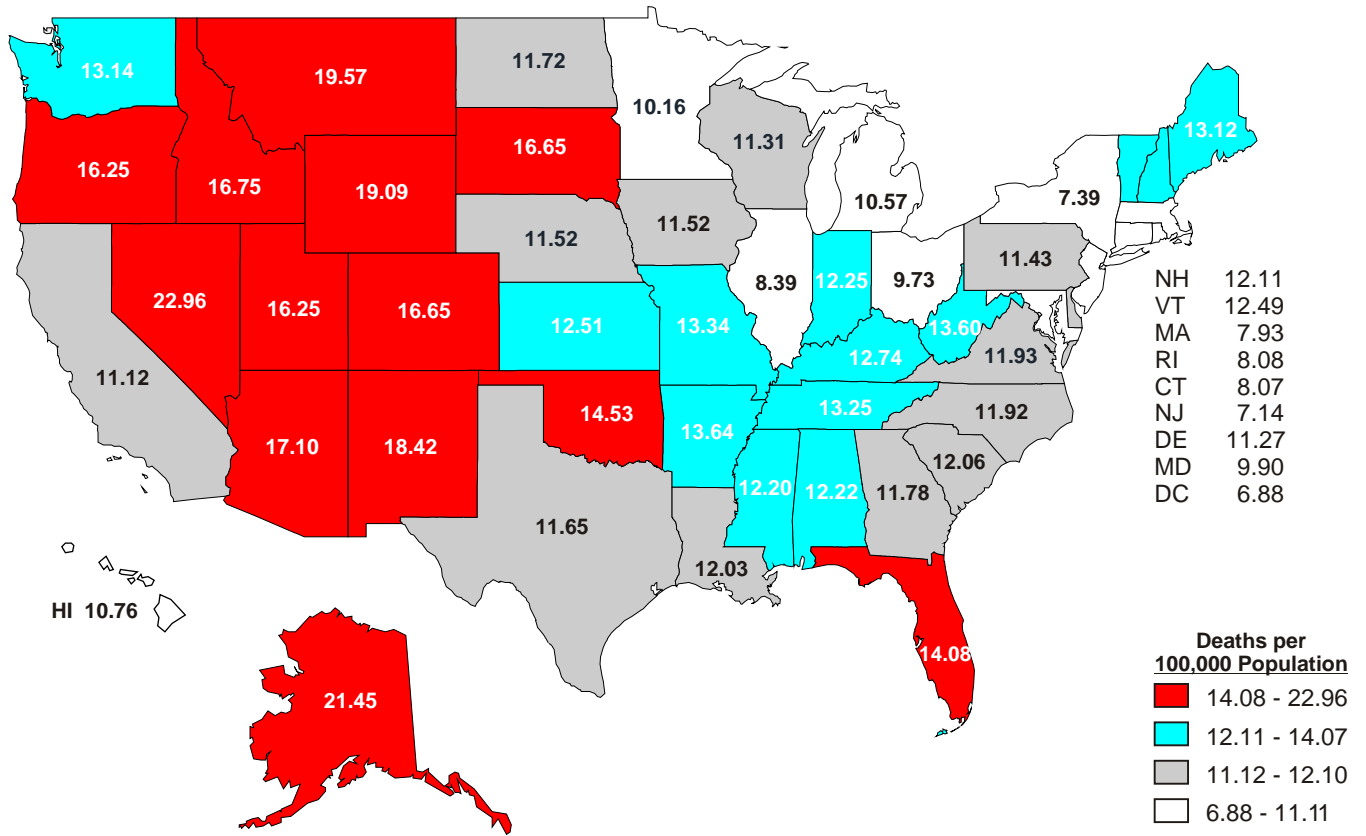 13.14
19.57
11.72
10.16
11.31
13.12
16.25
16.75
19.09
16.65
10.57
7.39
11.52
11.52
11.43
22.96
16.25
16.65
12.51
13.34
8.39
12.25
9.73
13.60
11.93
11.12
12.74
17.10
18.42
14.53
13.64
13.25
11.92
12.06
11.65
12.20
12.22
11.78
12.03
14.08
HI 10.76
21.45
NH 12.11
VT 12.49
MA 7.93
RI 8.08
CT 8.07
NJ 7.14
DE 11.27
MD 9.90
DC 6.88
Deaths per
100,000 Population
14.08 - 22.96
12.11 - 14.07
11.12 - 12.10
6.88 - 11.11